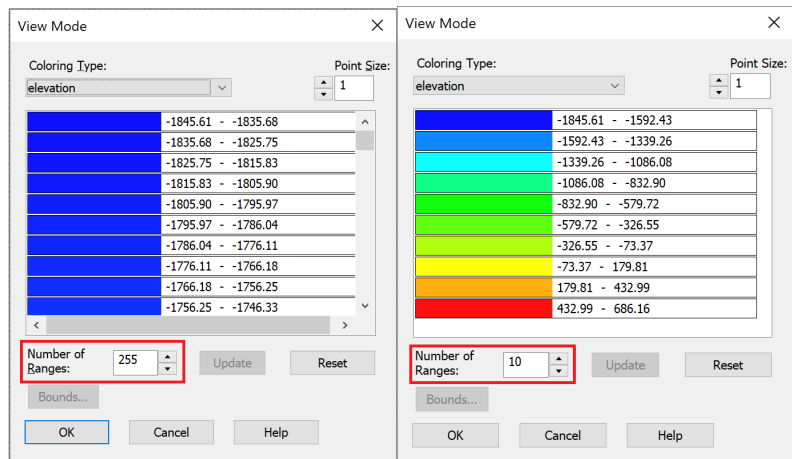 View Mode
Coloring Type:
Point Size:
elevation
1
-1845.61 - -1835.68
-1835.68 - -1825.75
-1825.75 - -1815.83
-1815.83 - -1805.90
-1805.90 - -1795.97
-1795.97 - -1786.04
-1786.04 - -1776.11
-1776.11 - -1766.18
-1766.18 - -1756.25
-1756.25 - -1746.33
Number of
Ranges:
255
Update
Reset
Bounds...
OK
Cancel
Help
View Mode
Coloring Type:
Point Size:
elevation
1
-1845.61 - -1592.43
-1592.43 - -1339.26
-1339.26 - -1086.08
-1086.08 - -832.90
-832.90 - -579.72
-579.72 - -326.55
-326.55 - -73.37
-73.37 - 179.81
179.81 - 432.99
432.99 - 686.16
Number of
Ranges:
10
Update
Reset
Bounds...
OK
Cancel
Help